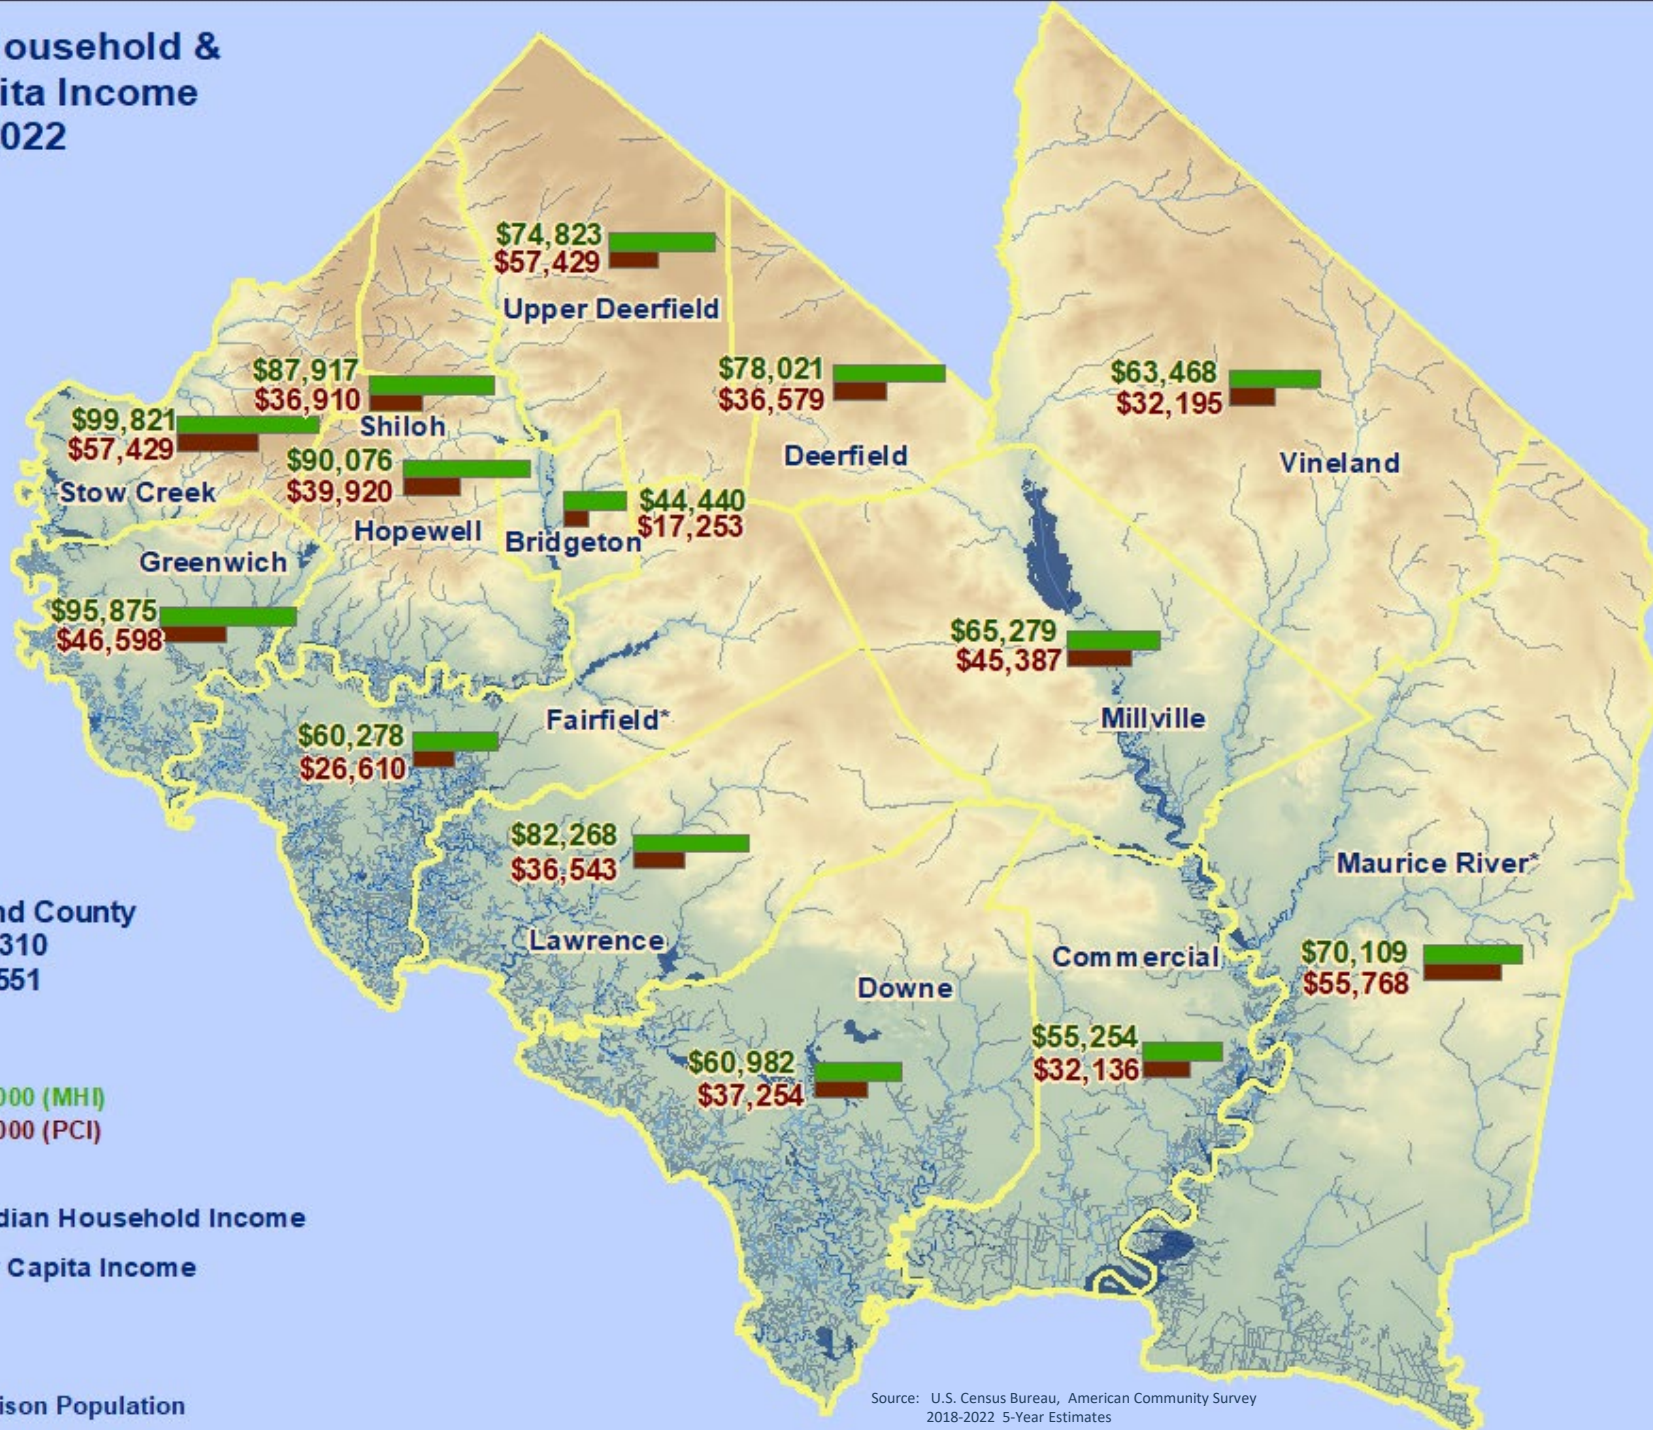 ousehold &
ita Income
022
$74,823
$57,429
Upper Deerfield
$87,917
$36,910
Shiloh
$78,021
$36,579
Deerfield
$63,468
$32,195
Vineland
$99,821
$57,429
Stow Creek
$90,076
$39,920
Hopewell
$44,440
$17,253
Bridgeton
Greenwich
$95,875
$46,598
$65,279
$45,387
Millville
Fairfield*
$60,278
$26,610
$82,268
$36,543
Lawrence
Maurice River*
$70,109
$55,768
Commercial
$55,254
$32,136
Downe
$60,982
$37,254
nd County
310
551
000 (MHI)
000 (PCI)
dian Household Income
Capita Income
ison Population
Source: U.S. Census Bureau, American Community Survey
2018-2022 5-Year Estimates